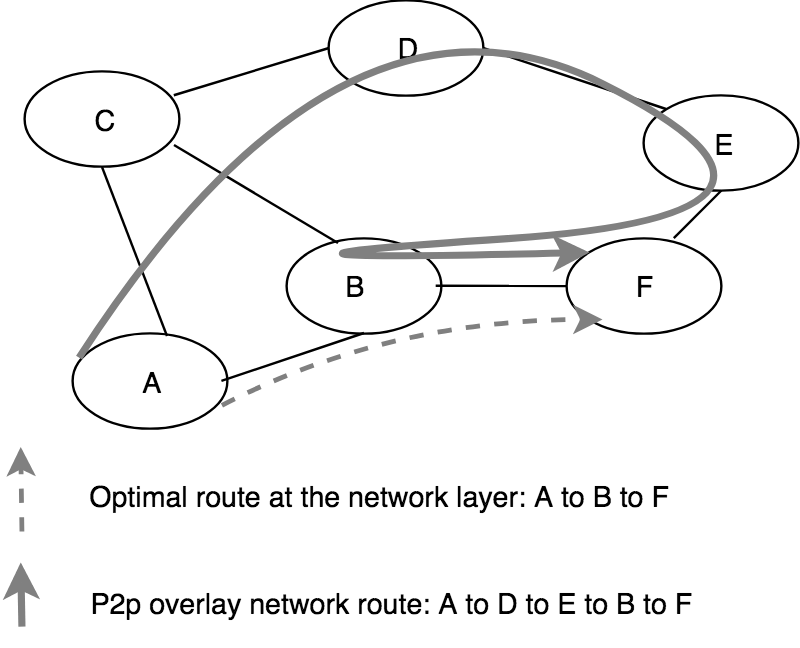 D
C
E
B
F
A
Optimal route at the network layer: A to B to F
P2p overlay network route: A to D to E to B to F